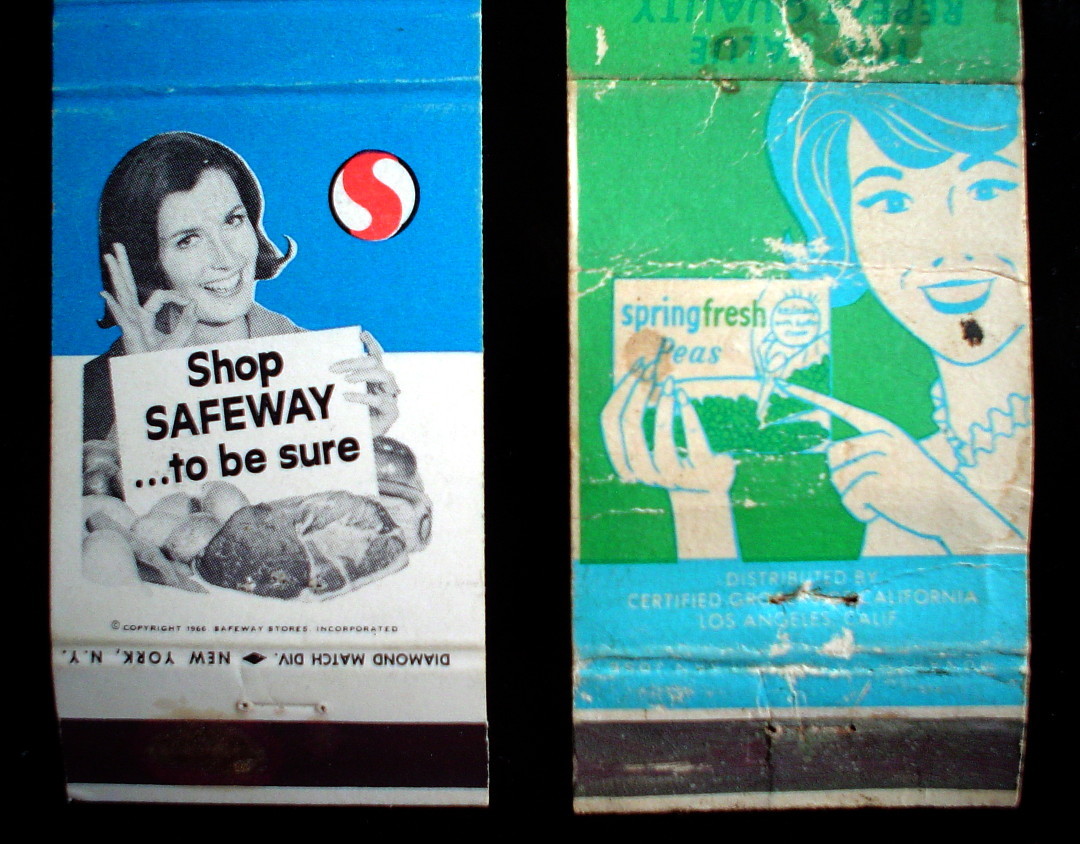 Shop
SAFEWAY
...to be sure
© COPYRIGHT 1966 SAFEWAY STORES, INCORPORATED
DIAMOND MATCH DIV. NEW YORK, N.Y.
VALUE
REPEAT QUALITY
springfresh
Peas
DISTRIBUTED BY
CERTIFIED CALIFORNIA
LOS ANGELES, CALIF.